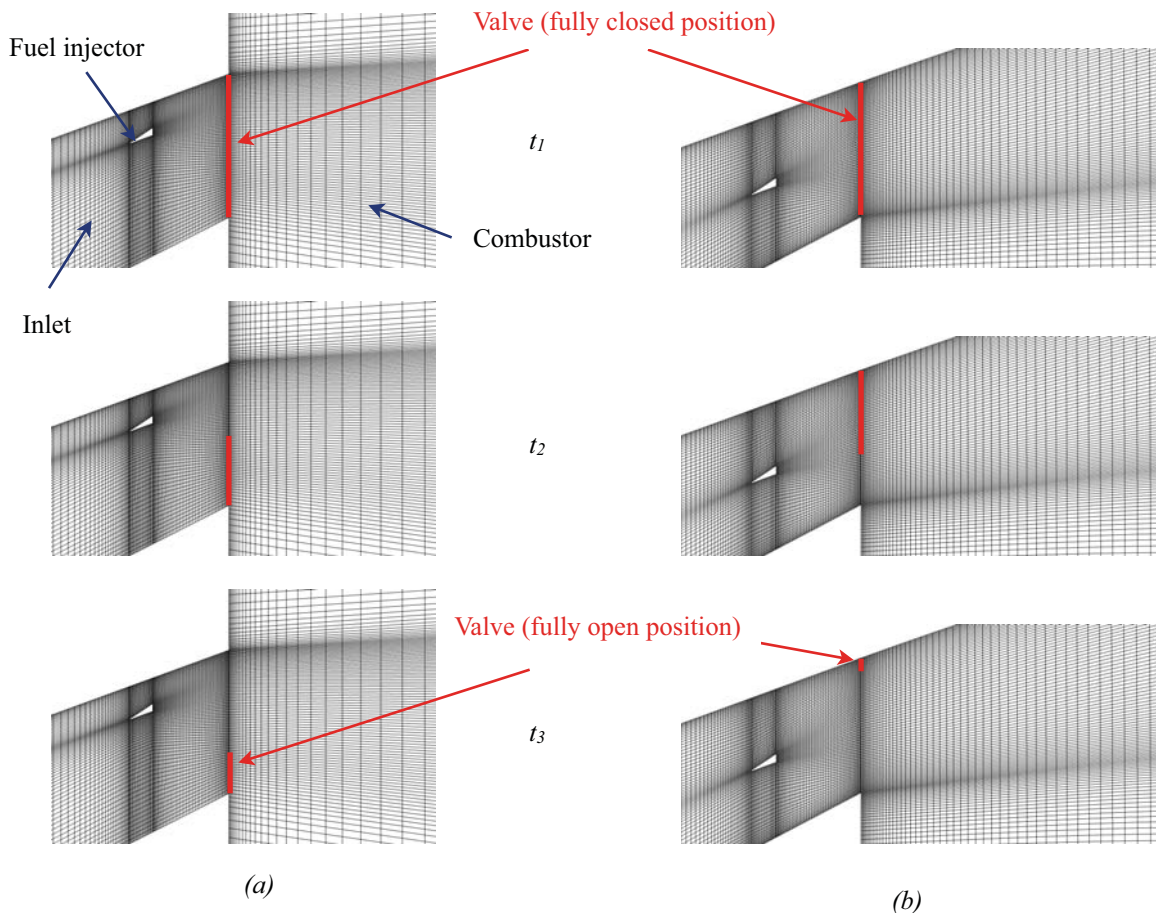 Valve (fully closed position)
Fuel injector
t1
Combustor
Inlet
t2
Valve (fully open position)
t3
(a)
(b)